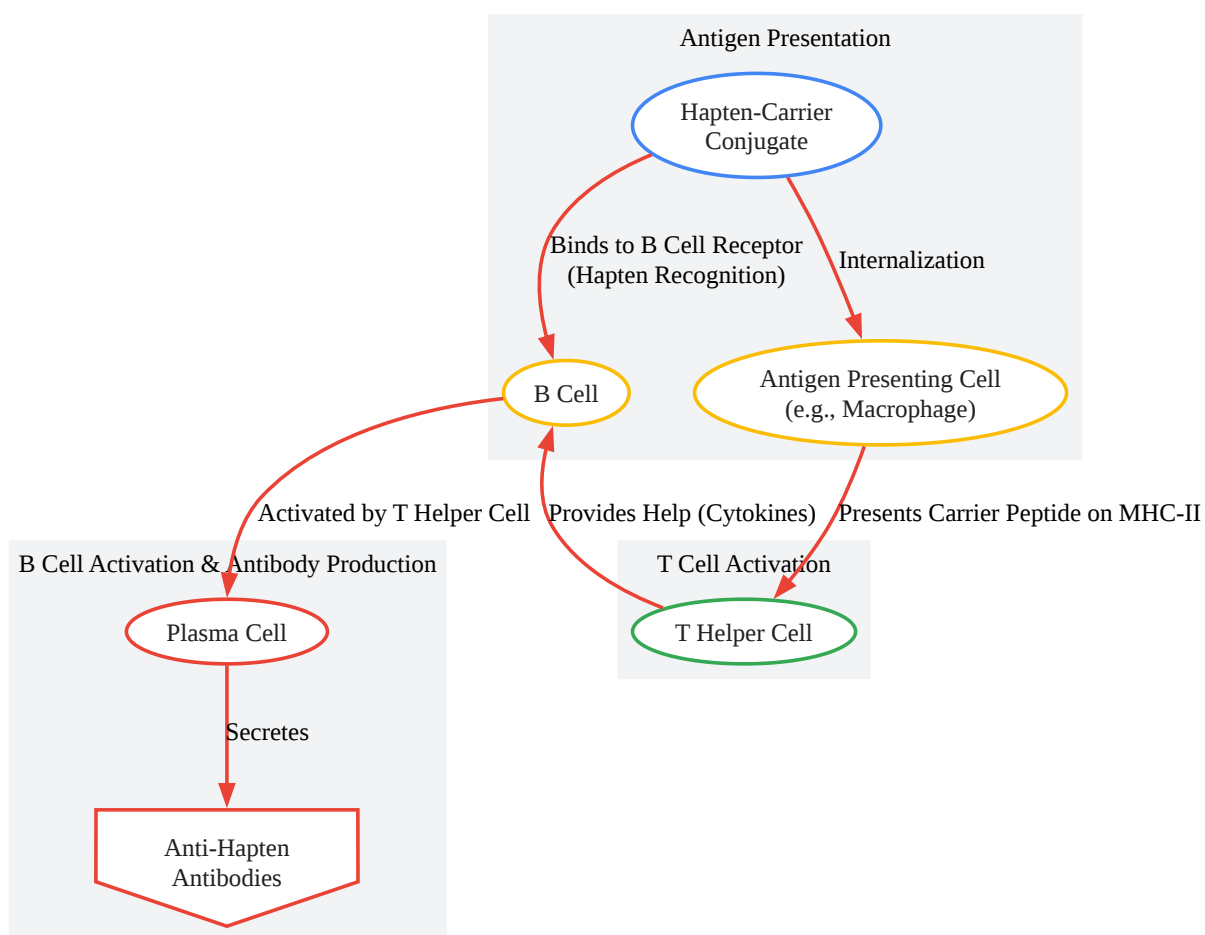 Antigen Presentation
Hapten-Carrier
Conjugate
Binds to B Cell Receptor
(Hapten Recognition)
Internalization
B Cell
Antigen Presenting Cell
(e.g., Macrophage)
Activated by T Helper Cell
Provides Help (Cytokines)
Presents Carrier Peptide on MHC-II
B Cell Activation & Antibody Production
T Cell Activation
Plasma Cell
T Helper Cell
Secretes
Anti-Hapten
Antibodies